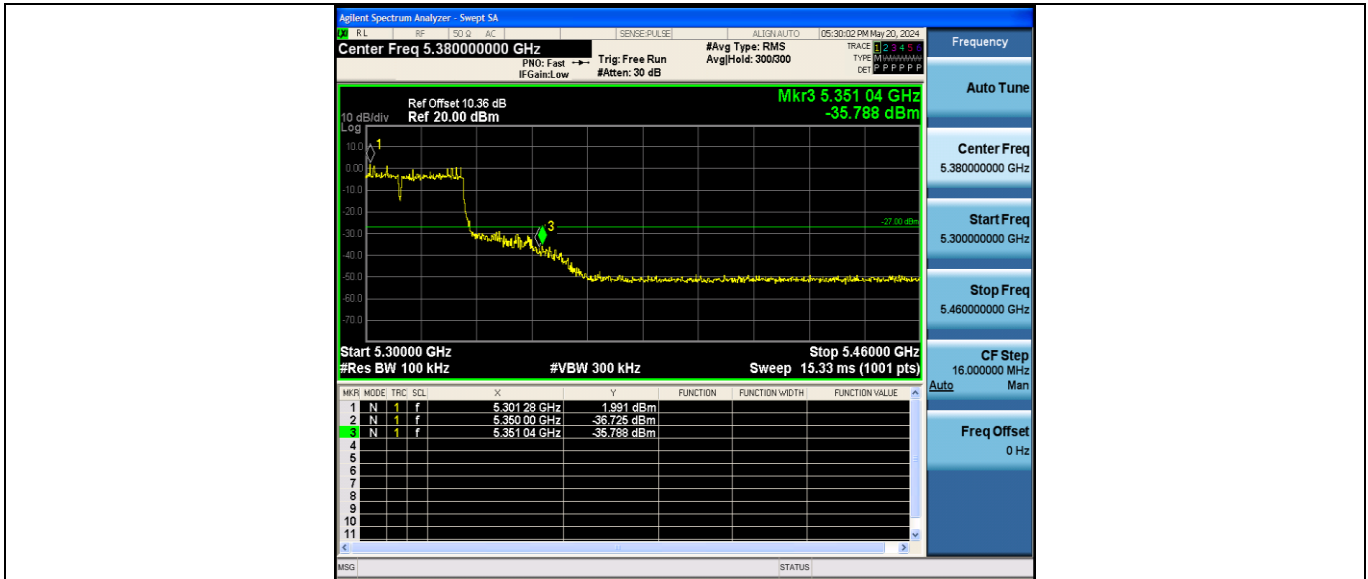 Agilent Spectrum Analyzer - Swept SA
LXI RL RF 50 Ω AC SENSE:PULSE ALIGN AUTO 05:30:02 PM May 20, 2024
Center Freq 5.380000000 GHz
PNO: Fast
IFGain:Low
Trig: Free Run
#Atten: 30 dB
#Avg Type: RMS
Avg|Hold: 300/300
TRACE 1 2 3 4 5 6
TYPE M WWWWW
DET P P P P P P
Mkr3 5.351 04 GHz
-35.788 dBm
Ref Offset 10.36 dB
10 dB/div Ref 20.00 dBm
Log
10.0
0.00
-10.0
-20.0
-30.0
-40.0
-50.0
-60.0
-70.0
1
3
-27.00 dBm
Start 5.30000 GHz Stop 5.46000 GHz
#Res BW 100 kHz #VBW 300 kHz Sweep 15.33 ms (1001 pts)
MKR MODE TRC SCL X Y FUNCTION FUNCTION WIDTH FUNCTION VALUE
1 N 1 f 5.301 28 GHz 1.991 dBm
2 N 1 f 5.350 00 GHz -36.725 dBm
3 N 1 f 5.351 04 GHz -35.788 dBm
4
5
6
7
8
9
10
11
MSG STATUS
Frequency
Auto Tune
Center Freq
5.380000000 GHz
Start Freq
5.300000000 GHz
Stop Freq
5.460000000 GHz
CF Step
16.000000 MHz
Auto Man
Freq Offset
0 Hz